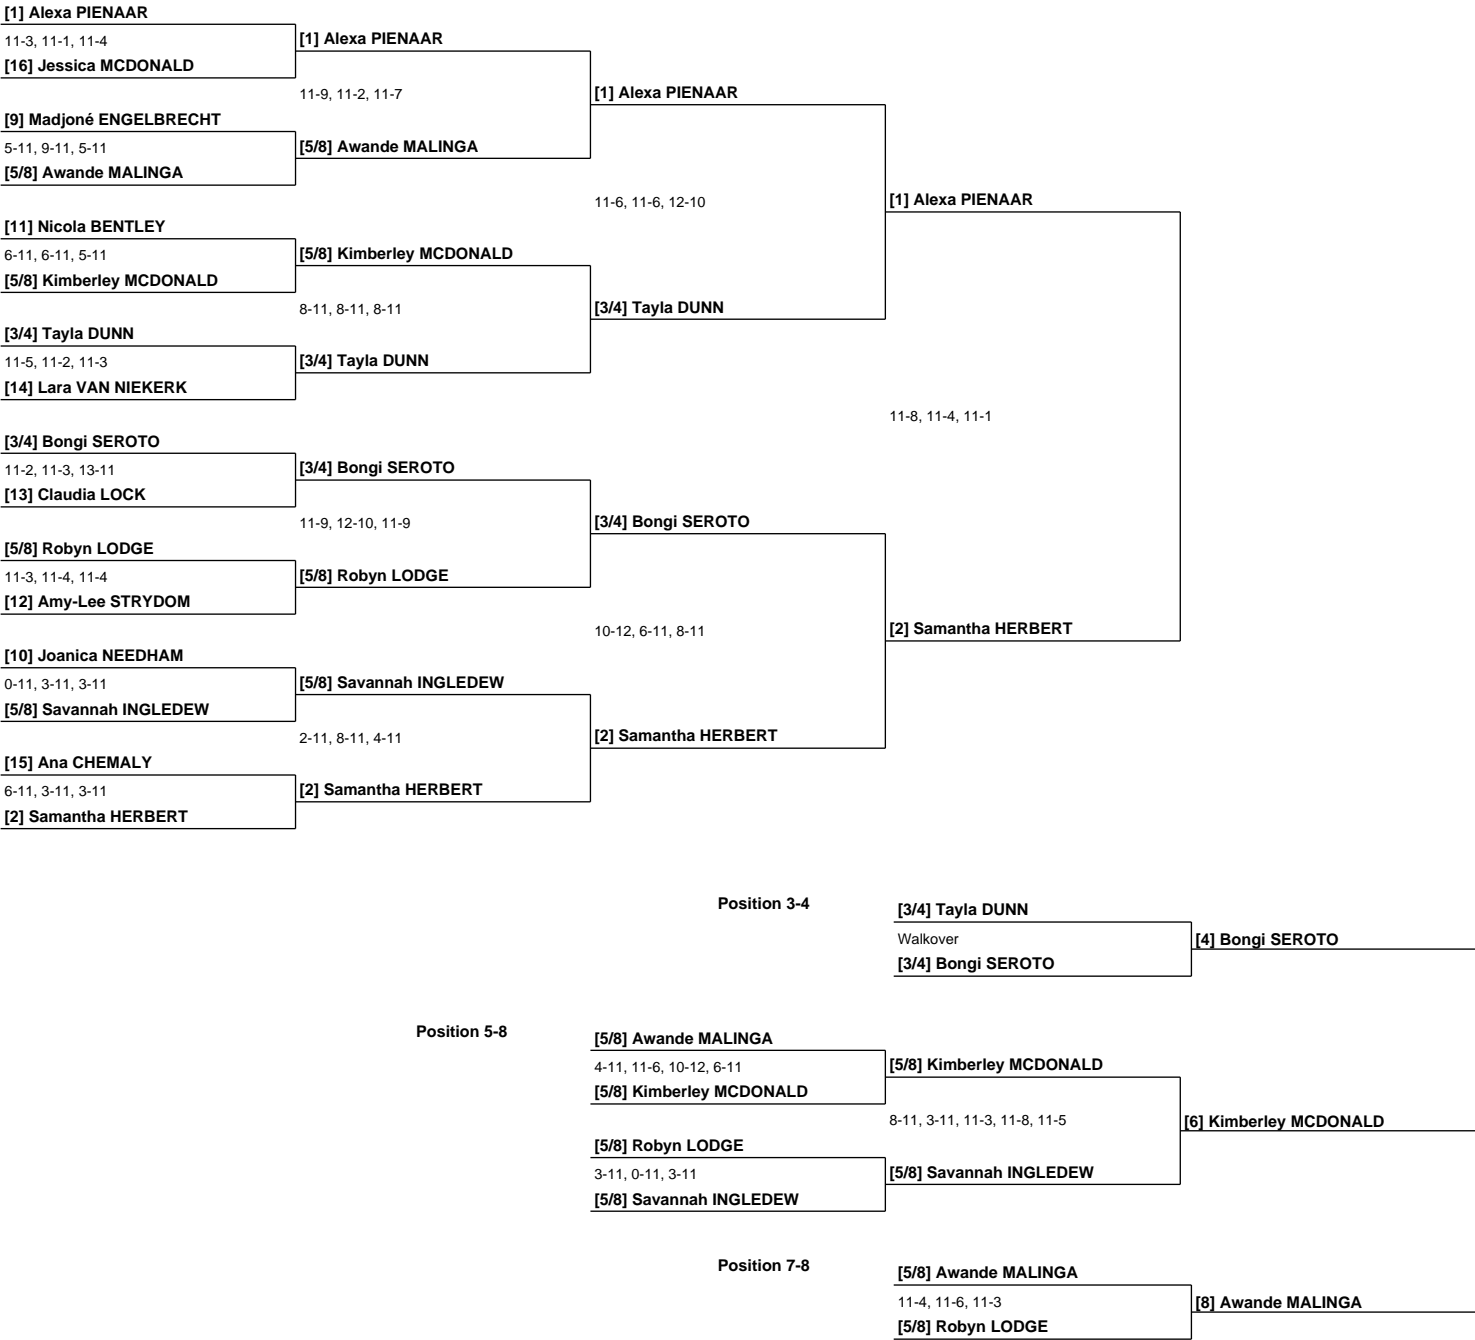 [1] Alexa PIENAAR
11-3, 11-1, 11-4
[1] Alexa PIENAAR
[16] Jessica MCDONALD
11-9, 11-2, 11-7
[1] Alexa PIENAAR
[9] Madjoné ENGELBRECHT
5-11, 9-11, 5-11
[5/8] Awande MALINGA
[5/8] Awande MALINGA
11-6, 11-6, 12-10
[1] Alexa PIENAAR
[11] Nicola BENTLEY
6-11, 6-11, 5-11
[5/8] Kimberley MCDONALD
[5/8] Kimberley MCDONALD
8-11, 8-11, 8-11
[3/4] Tayla DUNN
[3/4] Tayla DUNN
11-5, 11-2, 11-3
[3/4] Tayla DUNN
[14] Lara VAN NIEKERK
11-8, 11-4, 11-1
[3/4] Bongi SEROTO
11-2, 11-3, 13-11
[3/4] Bongi SEROTO
[13] Claudia LOCK
11-9, 12-10, 11-9
[3/4] Bongi SEROTO
[5/8] Robyn LODGE
11-3, 11-4, 11-4
[5/8] Robyn LODGE
[12] Amy-Lee STRYDOM
10-12, 6-11, 8-11
[2] Samantha HERBERT
[10] Joanica NEEDHAM
0-11, 3-11, 3-11
[5/8] Savannah INGLEDEW
[5/8] Savannah INGLEDEW
2-11, 8-11, 4-11
[2] Samantha HERBERT
[15] Ana CHEMALY
6-11, 3-11, 3-11
[2] Samantha HERBERT
[2] Samantha HERBERT
Position 3-4
[3/4] Tayla DUNN
Walkover
[4] Bongi SEROTO
[3/4] Bongi SEROTO
Position 5-8
[5/8] Awande MALINGA
4-11, 11-6, 10-12, 6-11
[5/8] Kimberley MCDONALD
[5/8] Kimberley MCDONALD
8-11, 3-11, 11-3, 11-8, 11-5
[6] Kimberley MCDONALD
[5/8] Robyn LODGE
3-11, 0-11, 3-11
[5/8] Savannah INGLEDEW
[5/8] Savannah INGLEDEW
Position 7-8
[5/8] Awande MALINGA
11-4, 11-6, 11-3
[8] Awande MALINGA
[5/8] Robyn LODGE